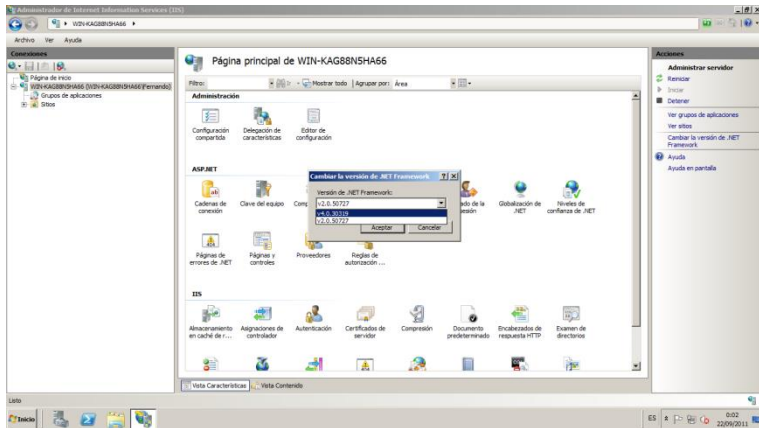 Administrador de Internet Information Services (IIS)
WIN-KAG88N5HA66
Archivo Ver Ayuda
Conexiones
Página de inicio
WIN-KAG88N5HA66 (WIN-KAG88N5HA66\Fernando)
Grupos de aplicaciones
Sitios
Página principal de WIN-KAG88N5HA66
Filtro: Mostrar todo Agrupar por: Área
Administración
Configuración compartida
Delegación de características
Editor de configuración
ASP.NET
Cadenas de conexión
Clave del equipo
Globalización de .NET
Niveles de confianza de .NET
Páginas de errores de .NET
Páginas y controles
Proveedores
Reglas de autorización ...
Cambiar la versión de .NET Framework
Versión de .NET Framework:
v2.0.50727
v4.0.30319
v2.0.50727
Aceptar Cancelar
IIS
Almacenamiento en caché de r...
Asignaciones de controlador
Autenticación
Certificados de servidor
Compresión
Documento predeterminado
Encabezados de respuesta HTTP
Examen de directorios
Vista Características Vista Contenido
Acciones
Administrar servidor
Reiniciar
Iniciar
Detener
Ver grupos de aplicaciones
Ver sitios
Cambiar la versión de .NET Framework
Ayuda
Ayuda en pantalla
Listo
Inicio
ES
0:02
22/09/2011